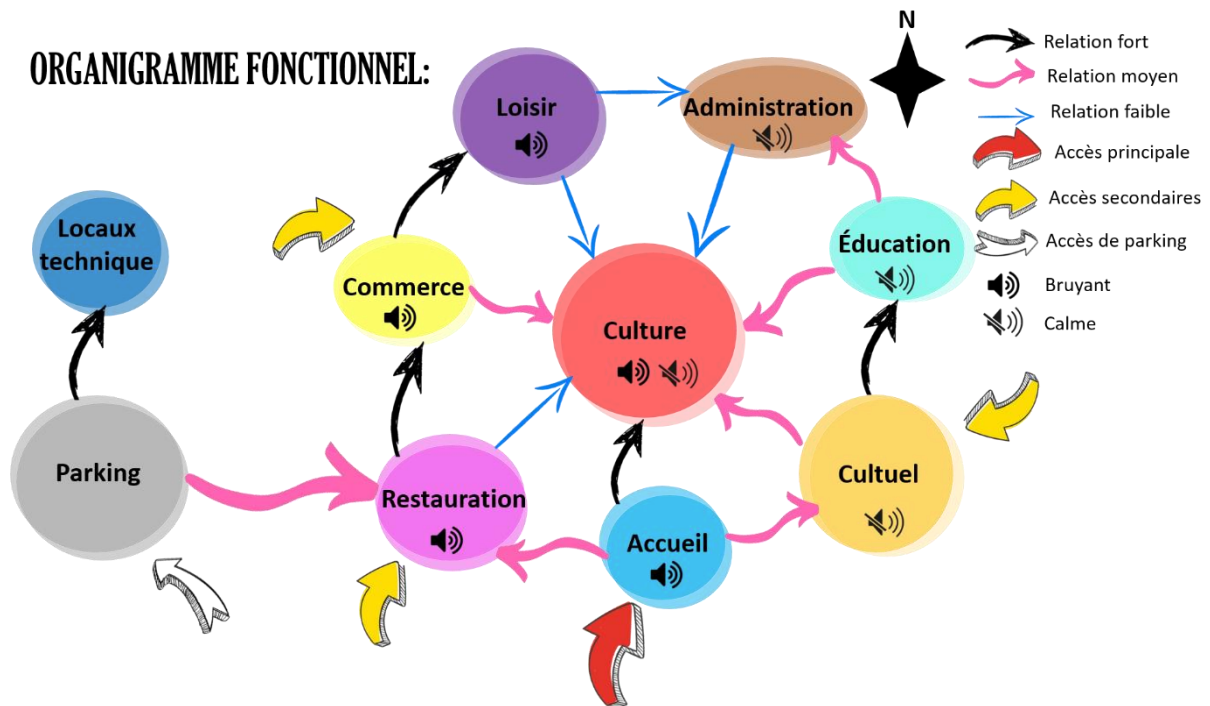 ORGANIGRAMME FONCTIONNEL:
N
Relation fort
Relation moyen
Relation faible
Accès principale
Accès secondaires
Accès de parking
Bruyant
Calme
Loisir
Administration
Locaux
technique
Commerce
Éducation
Culture
Parking
Restauration
Accueil
Cultuel